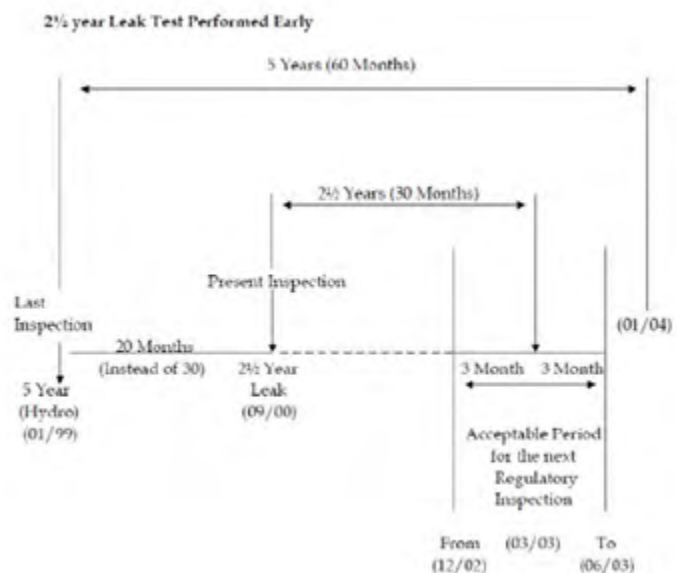 2½ year Leak Test Performed Early
5 Years (60 Months)
2½ Years (30 Months)
Present Inspection
Last
Inspection
(01/04)
20 Months
(Instead of 30)
2½ Year
Leak
(09/00)
3 Month
3 Month
5 Year
(Hydro)
(01/99)
Acceptable Period
for the next
Regulatory
Inspection
From
(12/02)
(03/03)
To
(06/03)